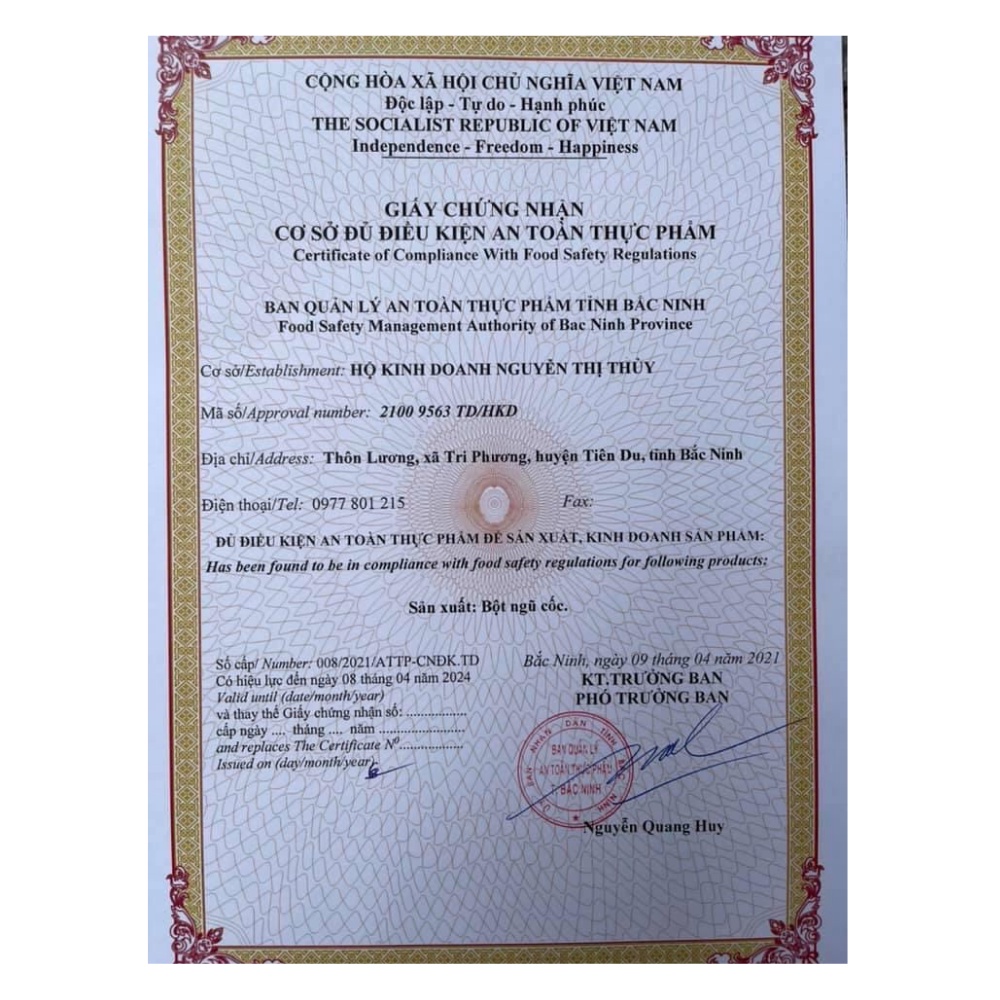 CỘNG HÒA XÃ HỘI CHỦ NGHĨA VIỆT NAM
Độc lập - Tự do - Hạnh phúc
THE SOCIALIST REPUBLIC OF VIỆT NAM
Independence - Freedom - Happiness
GIẤY CHỨNG NHẬN
CƠ SỞ ĐỦ ĐIỀU KIỆN AN TOÀN THỰC PHẨM
Certificate of Compliance With Food Safety Regulations
BAN QUẢN LÝ AN TOÀN THỰC PHẨM TỈNH BẮC NINH
Food Safety Management Authority of Bac Ninh Province
Cơ sở/Establishment: HỘ KINH DOANH NGUYỄN THỊ THÙY
Mã số/Approval number: 2100 9563 TD/HKD
Địa chỉ/Address: Thôn Lương, xã Tri Phương, huyện Tiên Du, tỉnh Bắc Ninh
Điện thoại/Tel: 0977 801 215 Fax:
ĐỦ ĐIỀU KIỆN AN TOÀN THỰC PHẨM ĐỂ SẢN XUẤT, KINH DOANH SẢN PHẨM:
Has been found to be in compliance with food safety regulations for following products:
Sản xuất: Bột ngũ cốc.
Số cấp/ Number: 008/2021/ATTP-CNĐK.TD
Có hiệu lực đến ngày 08 tháng 04 năm 2024
Valid until (date/month/year)
và thay thế Giấy chứng nhận số: .................
cấp ngày .... tháng .... năm ........................
and replaces The Certificate Nº..................
Issued on (day/month/year).
Bắc Ninh, ngày 09 tháng 04 năm 2021
KT.TRƯỞNG BAN
PHÓ TRƯỞNG BAN
U BAN NHÂN DÂN TỈNH BẮC NINH
BAN QUẢN LÝ
AN TOÀN THỰC PHẨM
T. BẮC NINH
Nguyễn Quang Huy